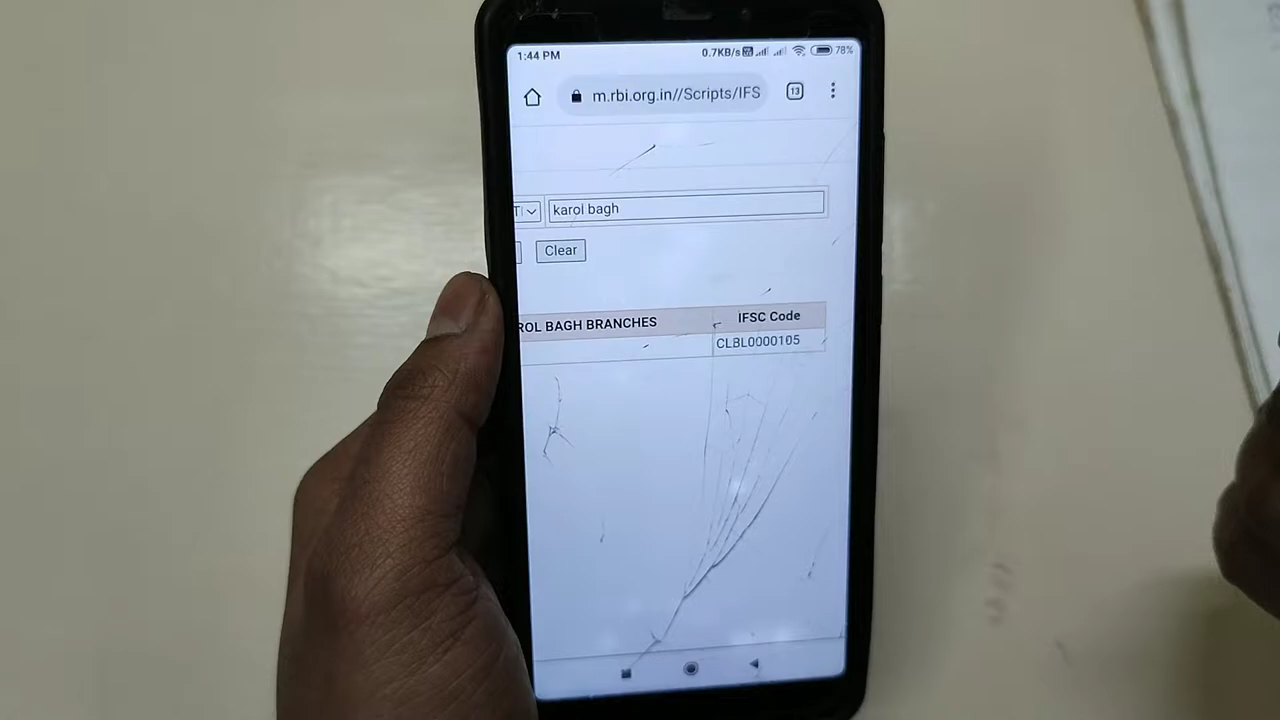 1:44 PM 0.7KB/s 78%
m.rbi.org.in//Scripts/IFS 13
karol bagh
Clear
ROL BAGH BRANCHES IFSC Code
CLBL0000105